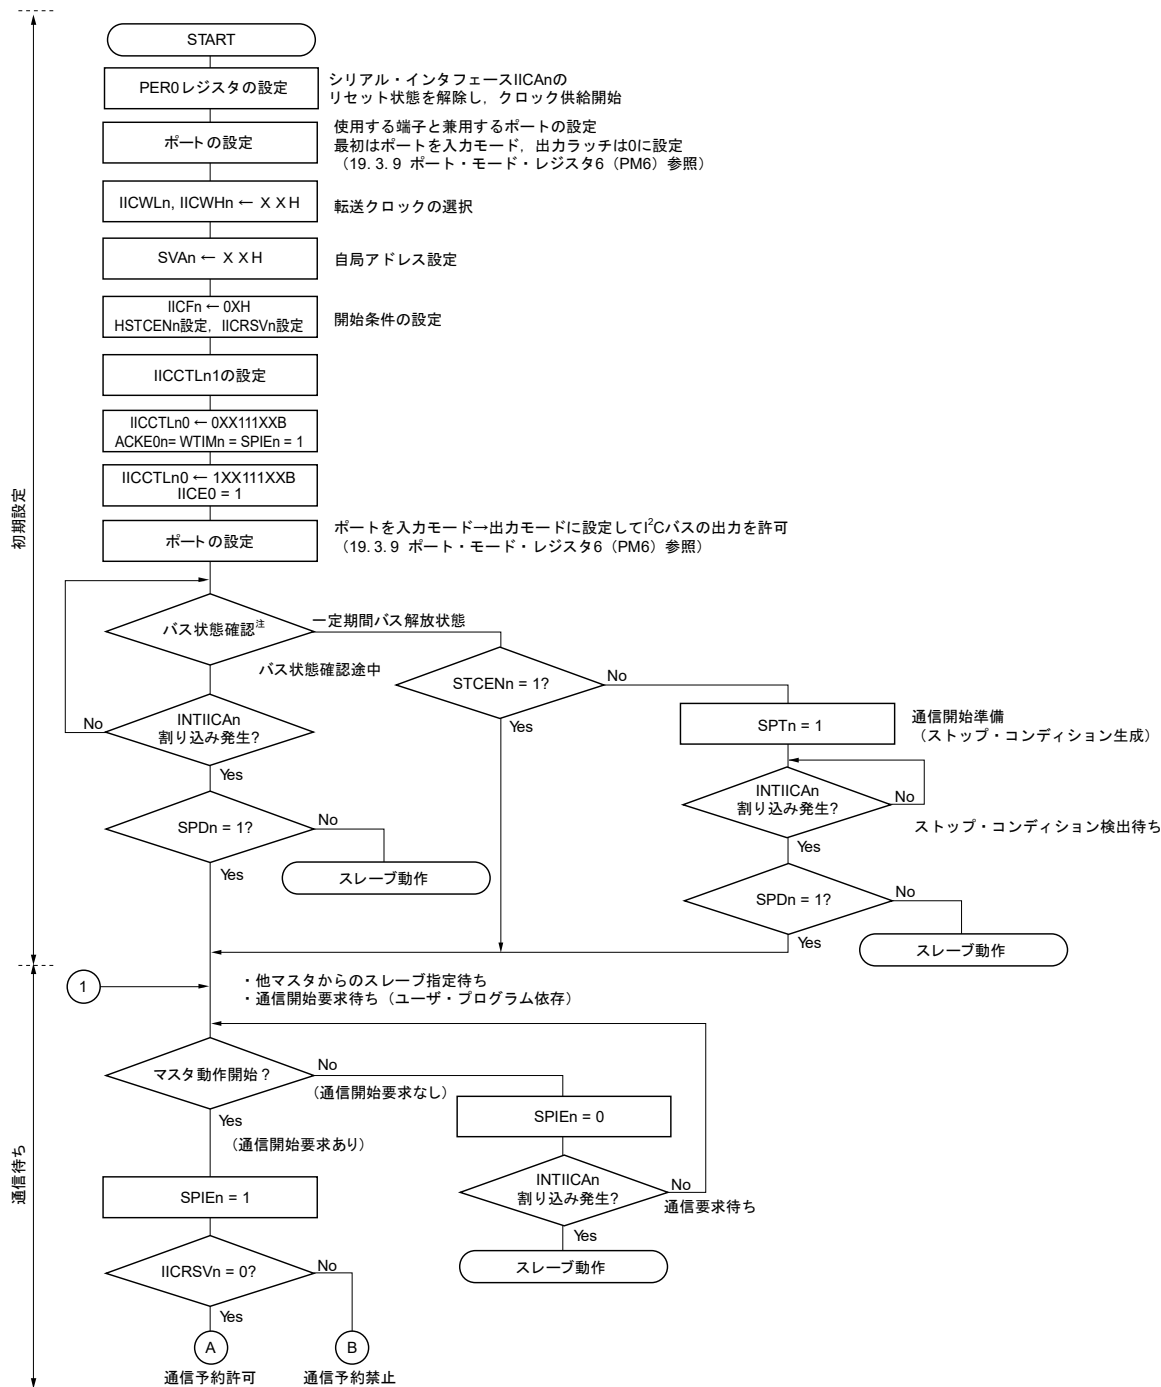 START
PER0レジスタの設定
シリアル・インタフェースIICAnの
リセット状態を解除し，クロック供給開始
ポートの設定
使用する端子と兼用するポートの設定
最初はポートを入力モード，出力ラッチは0に設定
（19. 3. 9 ポート・モード・レジスタ6（PM6）参照）
IICWLn, IICWHn ← X X H
転送クロックの選択
SVAn ← X X H
自局アドレス設定
IICFn ← 0XH
HSTCENn設定，IICRSVn設定
開始条件の設定
IICCTLn1の設定
IICCTLn0 ← 0XX111XXB
ACKE0n= WTIMn = SPIEn = 1
IICCTLn0 ← 1XX111XXB
IICE0 = 1
ポートの設定
ポートを入力モード→出力モードに設定してI²Cバスの出力を許可
（19. 3. 9 ポート・モード・レジスタ6（PM6）参照）
初期設定
バス状態確認注
一定期間バス解放状態
バス状態確認途中
STCENn = 1?
No
Yes
SPTn = 1
通信開始準備
（ストップ・コンディション生成）
INTIICAn
割り込み発生?
No
Yes
INTIICAn
割り込み発生?
No
ストップ・コンディション検出待ち
Yes
SPDn = 1?
No
Yes
スレーブ動作
SPDn = 1?
No
Yes
スレーブ動作
1
・他マスタからのスレーブ指定待ち
・通信開始要求待ち（ユーザ・プログラム依存）
通信待ち
マスタ動作開始？
No
（通信開始要求なし）
Yes
（通信開始要求あり）
SPIEn = 0
INTIICAn
割り込み発生?
No
通信要求待ち
Yes
スレーブ動作
SPIEn = 1
IICRSVn = 0?
No
Yes
A
B
通信予約許可
通信予約禁止